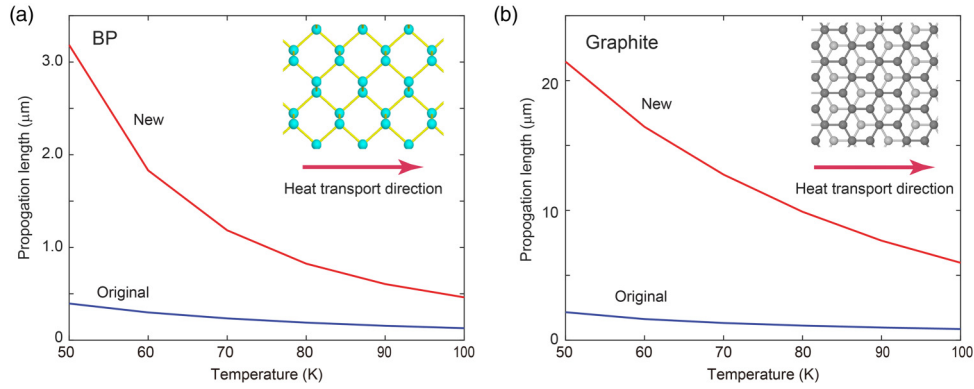 (a)
BP
3.0
2.0
1.0
0
Propogation length (μm)
New
Original
Heat transport direction
50 60 70 80 90 100
Temperature (K)
(b)
Graphite
20
10
0
Propogation length (μm)
New
Original
Heat transport direction
50 60 70 80 90 100
Temperature (K)